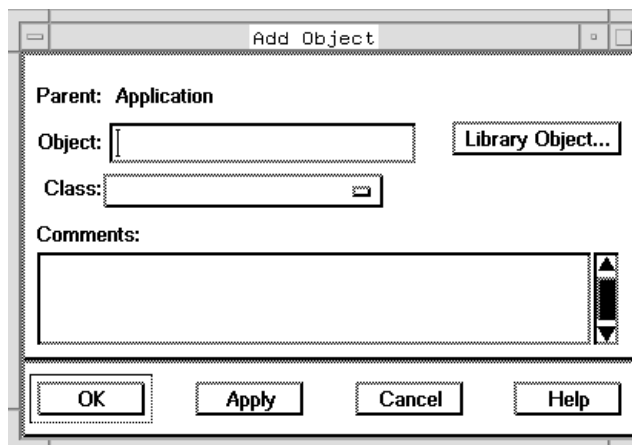 Add Object
Parent: Application
Object:
Library Object...
Class:
Comments:
OK Apply Cancel Help